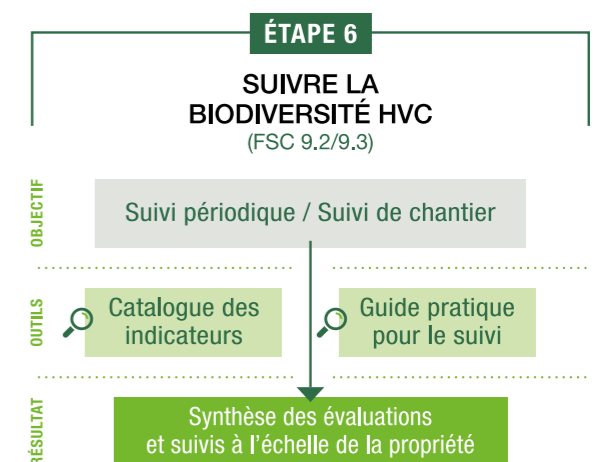 ÉTAPE 6
SUIVRE LA
BIODIVERSITÉ HVC
(FSC 9.2/9.3)
OBJECTIF
Suivi périodique / Suivi de chantier
OUTILS
Catalogue des
indicateurs
Guide pratique
pour le suivi
RÉSULTAT
Synthèse des évaluations
et suivis à l'échelle de la propriété